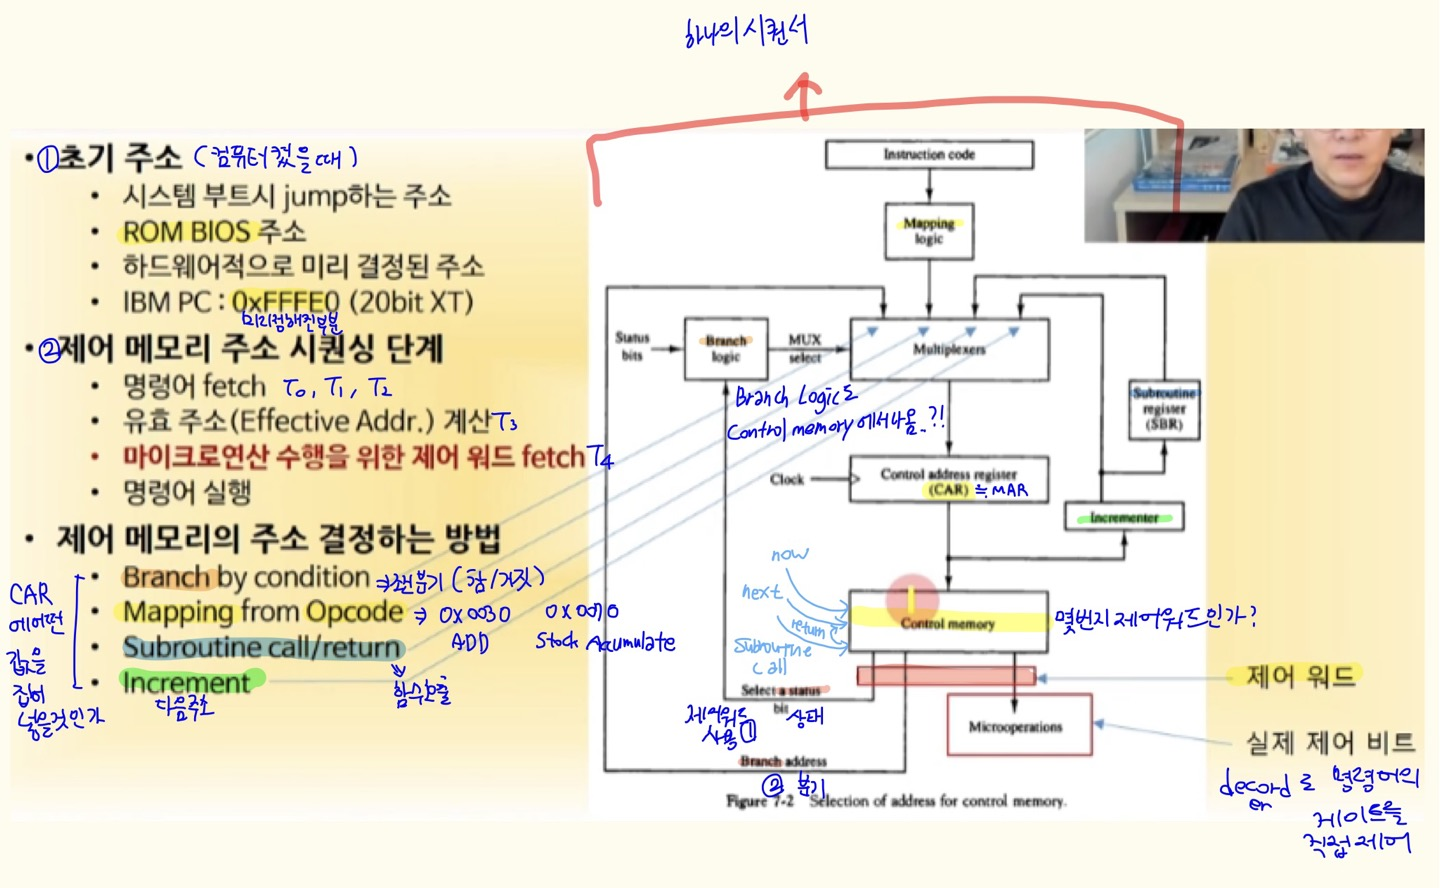 하나의 시퀀서
• ① 초기 주소 (컴퓨터 켰을 때)
• 시스템 부트시 jump하는 주소
• ROM BIOS 주소
• 하드웨어적으로 미리 결정된 주소
• IBM PC : 0xFFFE0 (20bit XT)
미리 정해진 부분
• ② 제어 메모리 주소 시퀀싱 단계
• 명령어 fetch T0, T1, T2
• 유효 주소(Effective Addr.) 계산 T3
• 마이크로연산 수행을 위한 제어 워드 fetch T4
• 명령어 실행
• 제어 메모리의 주소 결정하는 방법
• Branch by condition ⇒ 조건분기 (참/거짓)
• Mapping from Opcode ⇒ 0x0030 0x0010
ADD Stock Acumulate
• Subroutine call/return
함수호출
• Increment
다음주소
CAR
에 어떤
값을
집어
넣을것인가
Instruction code
Mapping
logic
Status
bits
Branch
logic
MUX
select
Multiplexers
Branch Logic도
Control memory에서 나옴..?!
Subroutine
register
(SBR)
Clock
Control address register
(CAR) ≒ MAR
Incrementer
now
next
return
Subroutine
call
Control memory
몇번지 제어워드인가?
Select a status
bit
제어워드
사용 ①
상태
Microoperations
Branch address
② 분기
Figure 7-2 Selection of address for control memory.
제어 워드
실제 제어 비트
decord로 명령어의
er
게이트를
직접 제어